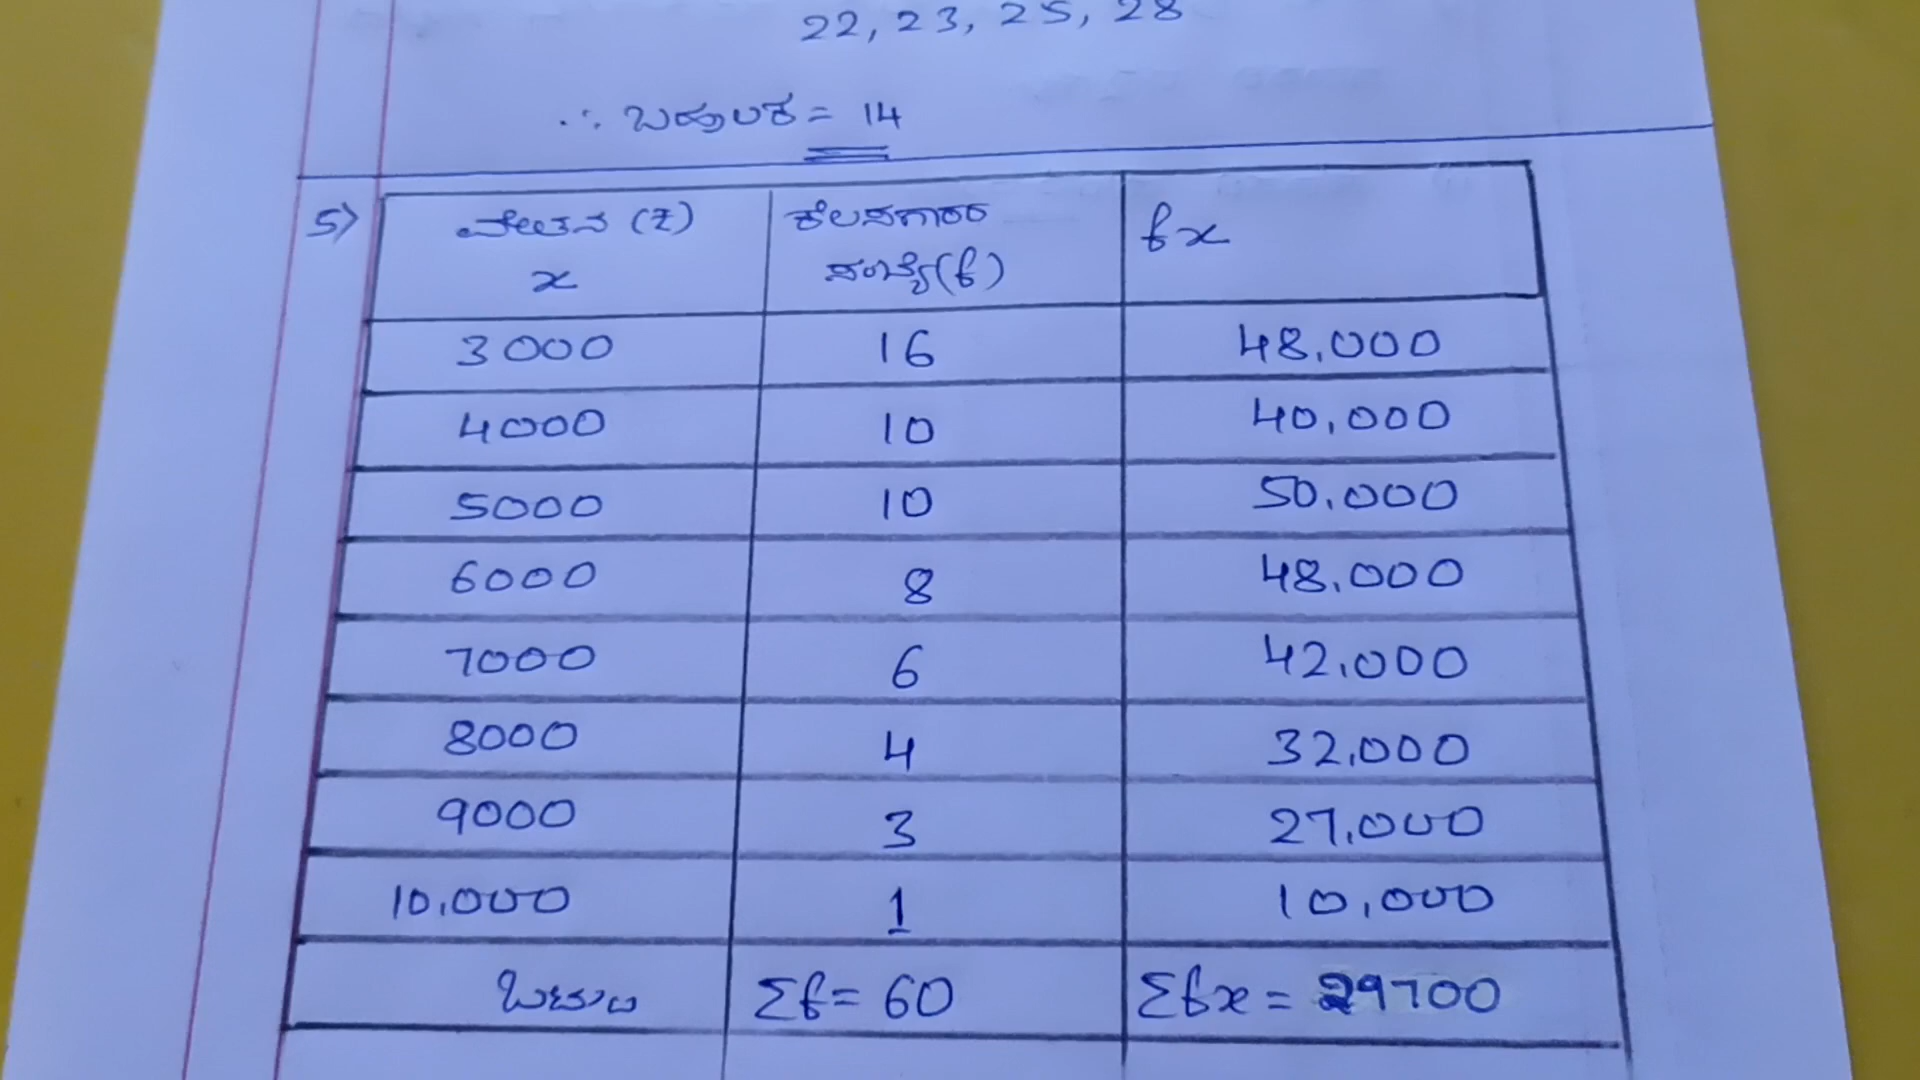 22, 23, 25, 28
∴ ಬಹುಲಕ = 14
5) ವೇತನ (₹) x ಕೆಲಸಗಾರರ ಸಂಖ್ಯೆ (f) fx
3000 16 48,000
4000 10 40,000
5000 10 50,000
6000 8 48,000
7000 6 42,000
8000 4 32,000
9000 3 27,000
10,000 1 10,000
ಒಟ್ಟು Σf = 60 Σfx = 29700